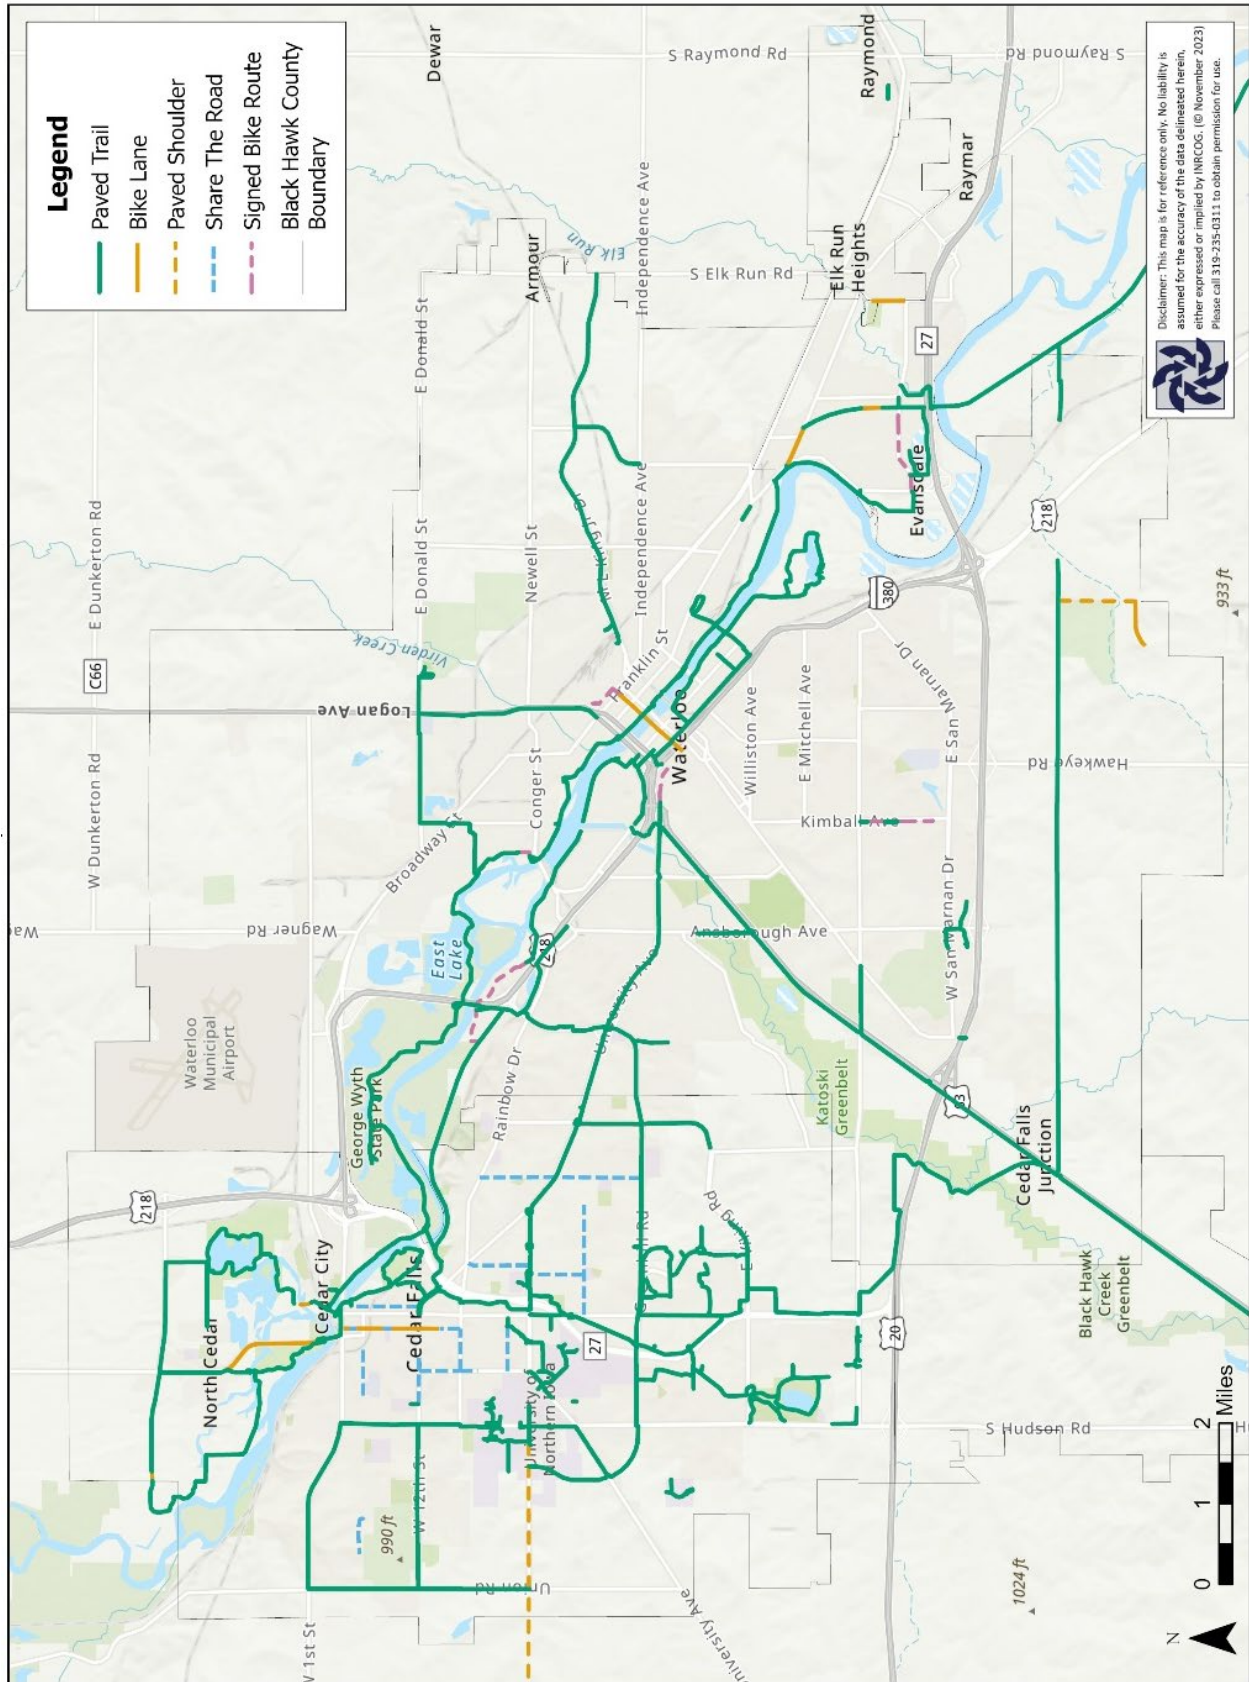 Legend
Paved Trail
Bike Lane
Paved Shoulder
Share The Road
Signed Bike Route
Black Hawk County
Boundary
W 1st St
Union Rd
990 ft
W 12th St
University Ave
1024 ft
North Cedar
Cedar City
Cedar Falls
University of
Northern Iowa
27
S Hudson Rd
20
218
Black Hawk
Creek
Greenbelt
Cedar Falls
Junction
63
E Viking Rd
Rainbow Dr
University Ave
George Wyth
State Park
Waterloo
Municipal
Airport
Katoski
Greenbelt
East
Lake
Wagner Rd
218
Ansborough Ave
W San Marnan Dr
W Dunkerton Rd
Broadway St
Conger St
Kimball Ave
Hawkeye Rd
Logan Ave
C66
E Dunkerton Rd
Virden Creek
Waterloo
Franklin St
Williston Ave
E Mitchell Ave
E San Marnan Dr
380
218
933 ft
E Donald St
Newell St
Independence Ave
Evansdale
E Donald St
Armour
Elk Run
Independence Ave
S Elk Run Rd
Elk Run
Heights
27
Raymar
Raymond
Dewar
S Raymond Rd
S Raymond Rd
N
0 1 2
Miles
Disclaimer: This map is for reference only. No liability is
assumed for the accuracy of the data delineated herein,
either expressed or implied by INRCOG. (© November 2023)
Please call 319-235-0311 to obtain permission for use.